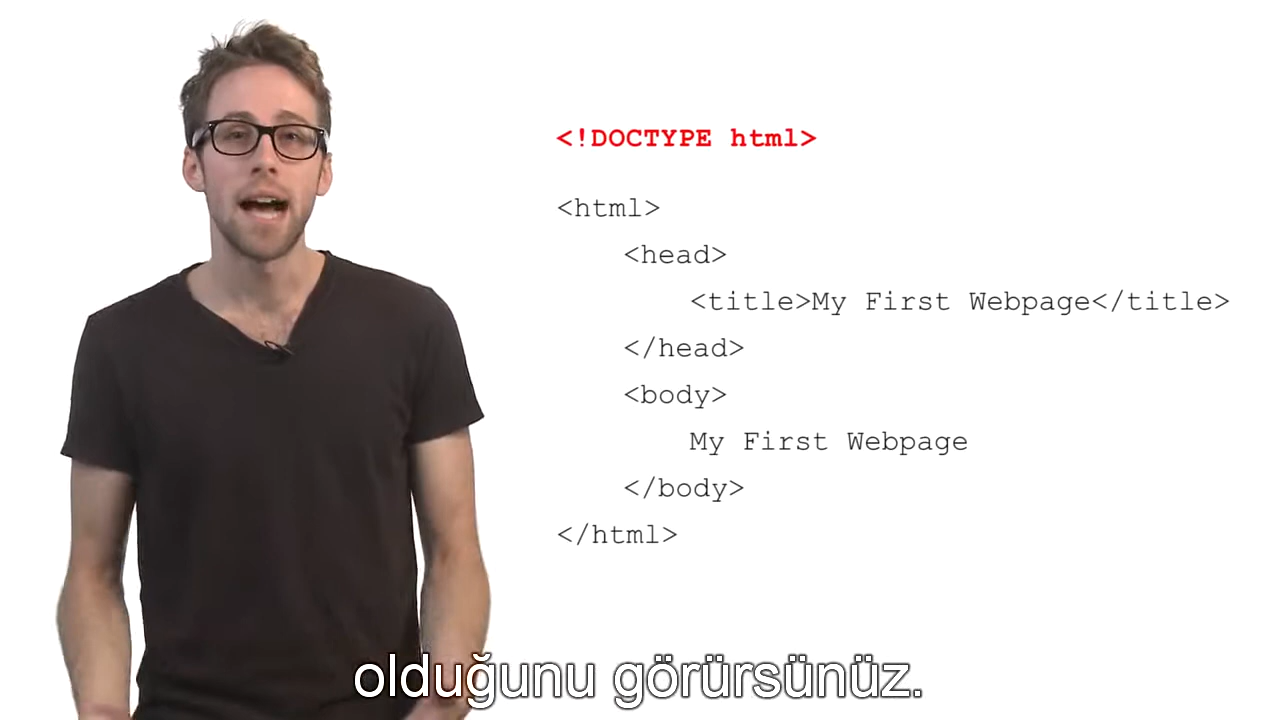 <!DOCTYPE html>
<html>
<head>
<title>My First Webpage</title>
</head>
<body>
My First Webpage
</body>
</html>
olduğunu görürsünüz.